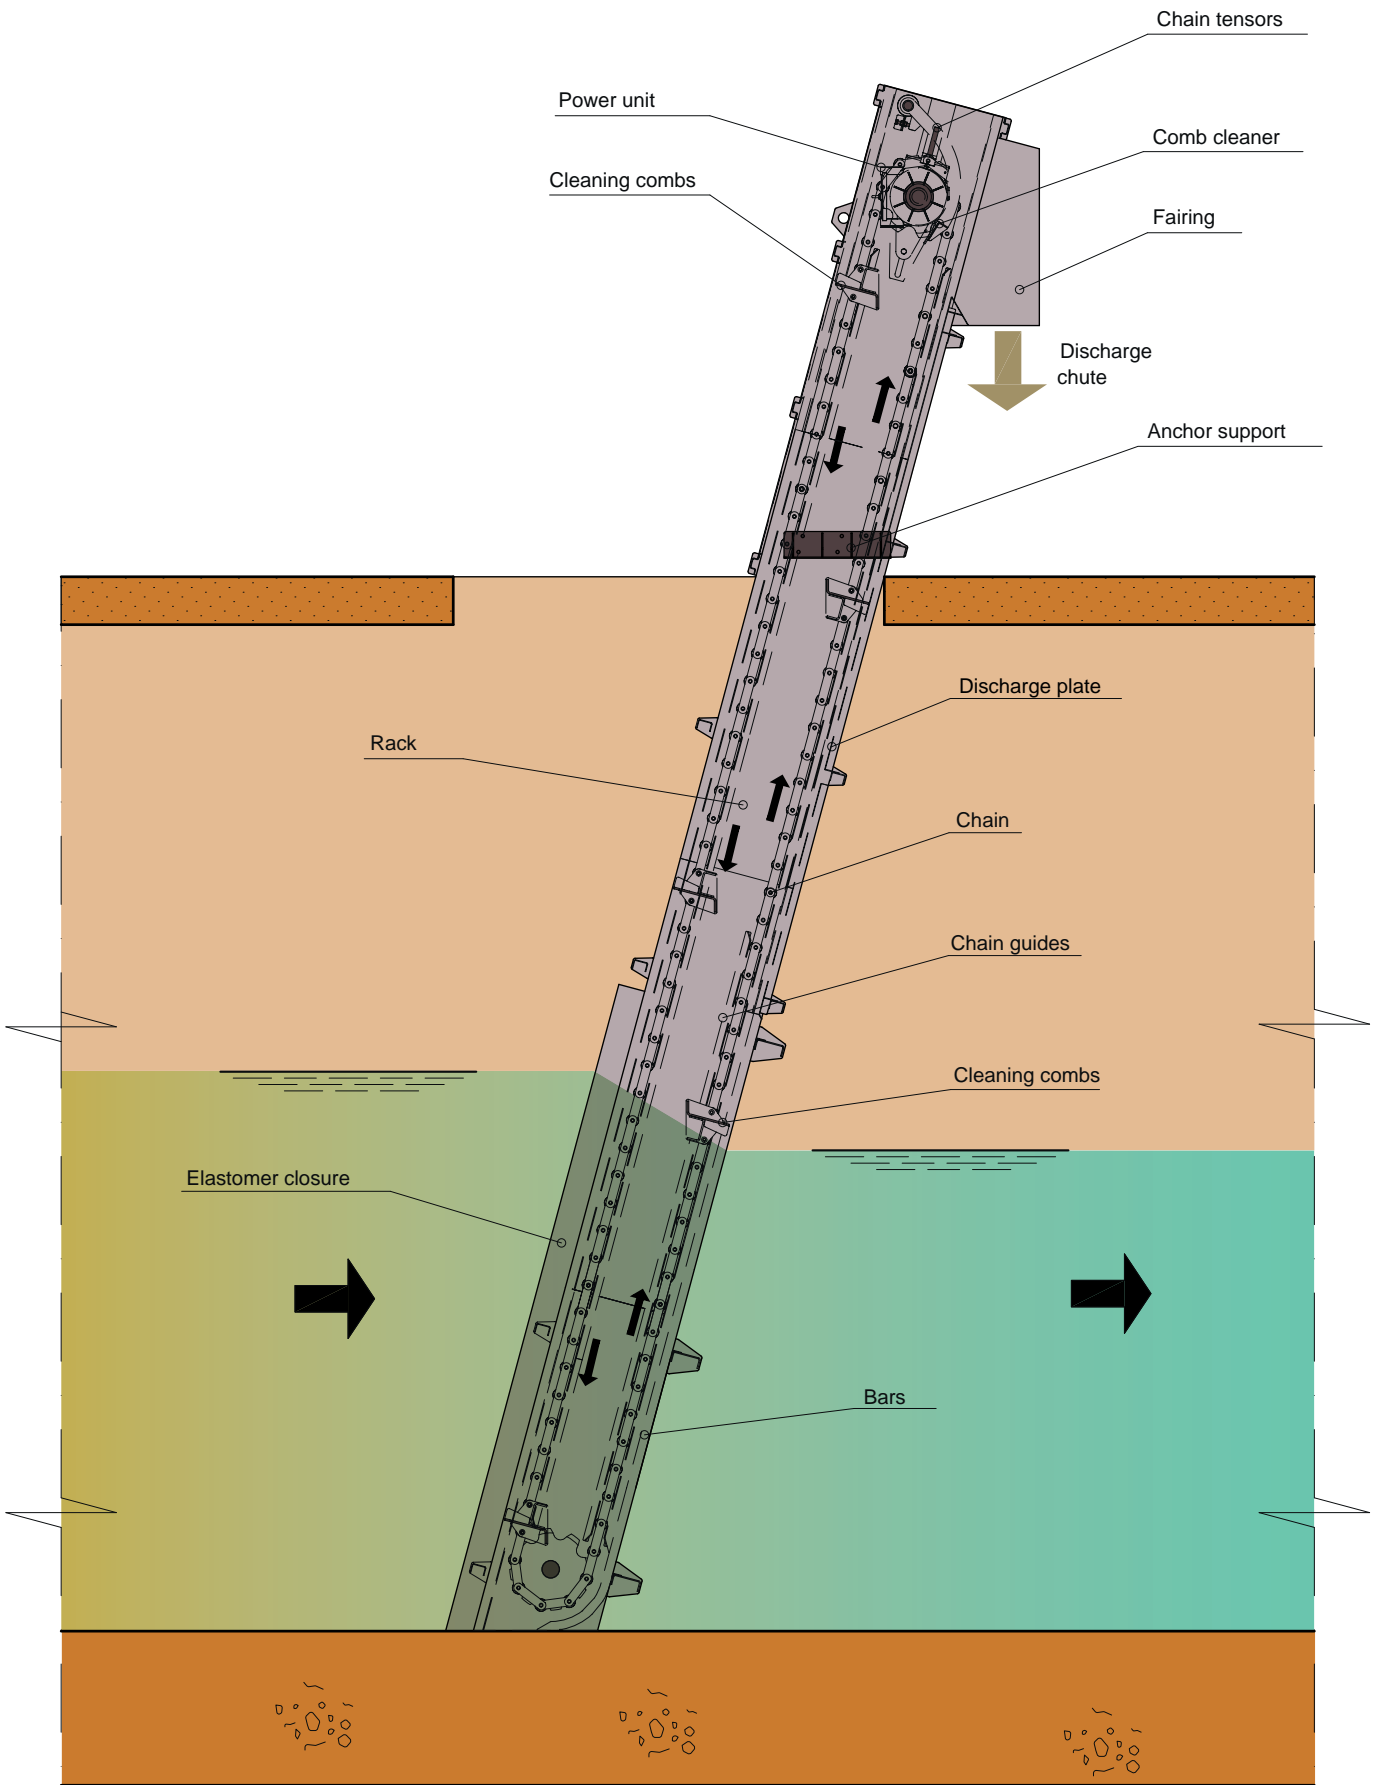 Chain tensors
Power unit
Comb cleaner
Cleaning combs
Fairing
Discharge
chute
Anchor support
Discharge plate
Rack
Chain
Chain guides
Cleaning combs
Elastomer closure
Bars